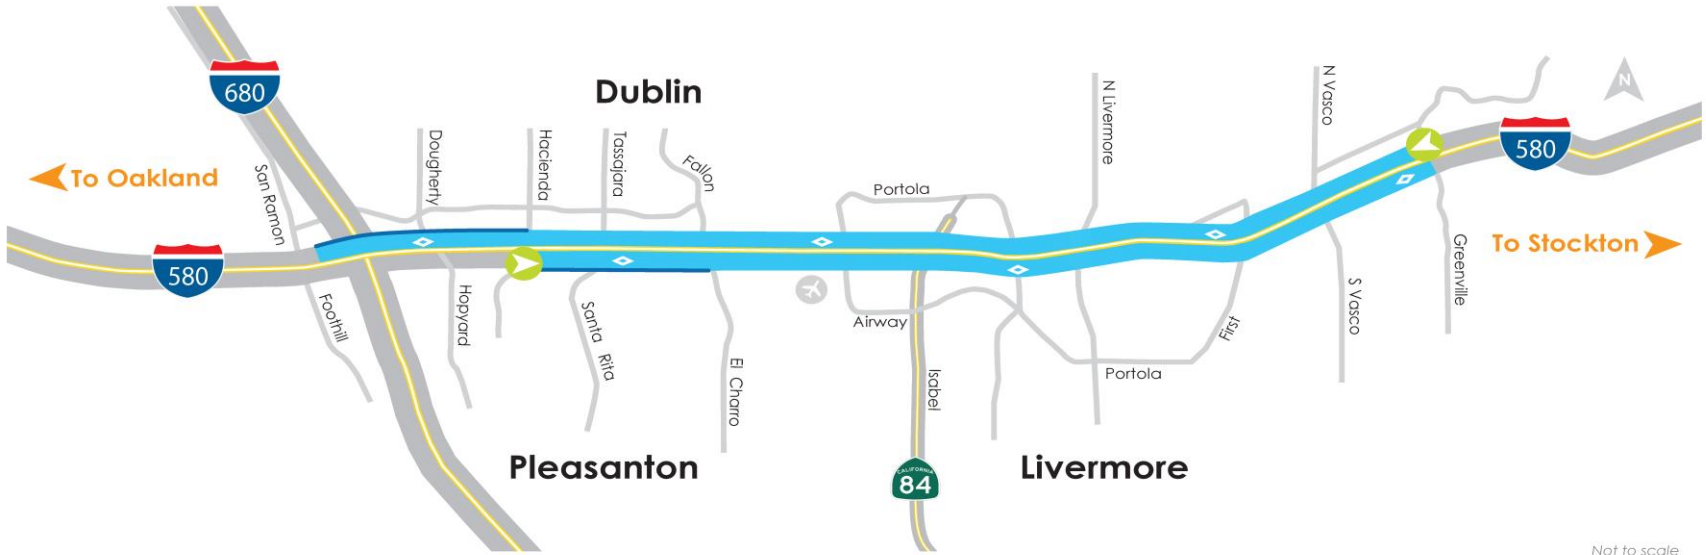 680
Dublin
To Oakland
San Ramon
Dougherty
Hacienda
Tassajara
Fallon
Portola
N Livermore
N Vasco
N
580
To Stockton
580
Foothill
Hopyard
Santa Rita
El Charro
Airway
Isabel
First
Portola
S Vasco
Greenville
Pleasanton
CALIFORNIA
84
Livermore
Not to scale